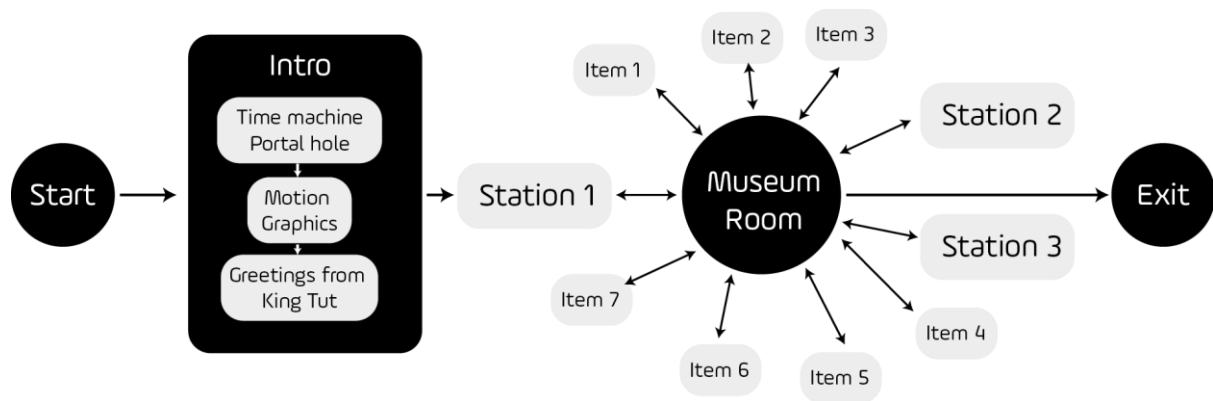 Start
Intro
Time machine
Portal hole
Motion
Graphics
Greetings from
King Tut
Station 1
Museum
Room
Item 1
Item 2
Item 3
Station 2
Exit
Station 3
Item 4
Item 5
Item 6
Item 7